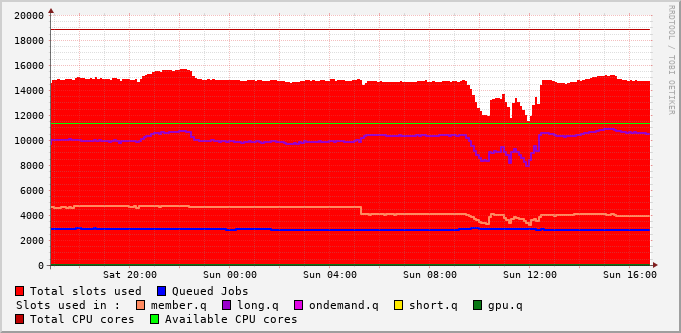 20000
18000
16000
14000
12000
10000
8000
6000
4000
2000
0
Sat 20:00 Sun 00:00 Sun 04:00 Sun 08:00 Sun 12:00 Sun 16:00
Total slots used Queued Jobs
Slots used in : member.q long.q ondemand.q short.q gpu.q
Total CPU cores Available CPU cores
RRDTOOL / TOBI OETIKER